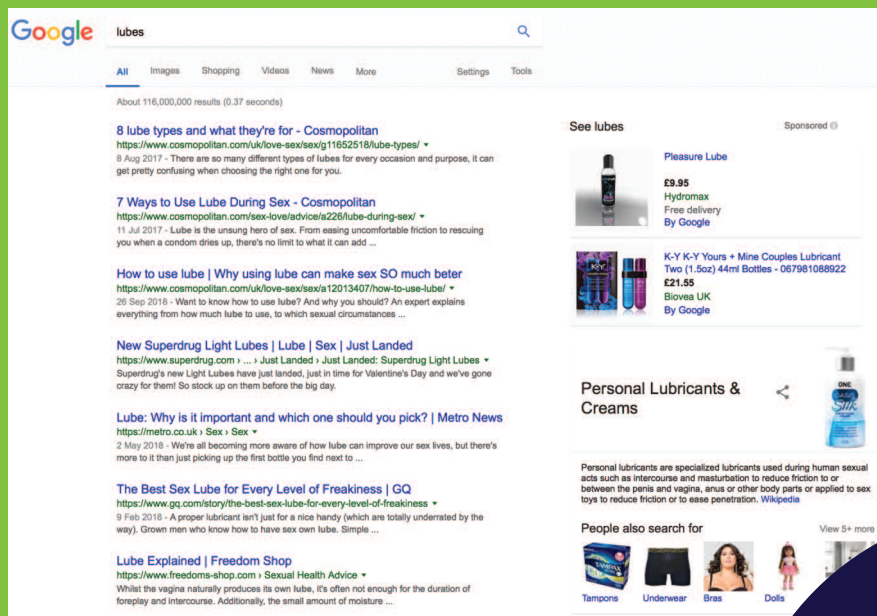 Google
lubes
All Images Shopping Videos News More Settings Tools
About 116,000,000 results (0.37 seconds)
8 lube types and what they're for - Cosmopolitan
https://www.cosmopolitan.com/uk/love-sex/sex/g11652518/lube-types/
8 Aug 2017 - There are so many different types of lubes for every occasion and purpose, it can
get pretty confusing when choosing the right one for you.
7 Ways to Use Lube During Sex - Cosmopolitan
https://www.cosmopolitan.com/sex-love/advice/a226/lube-during-sex/
11 Jul 2017 - Lube is the unsung hero of sex. From easing uncomfortable friction to rescuing
you when a condom dries up, there's no limit to what it can add ...
How to use lube | Why using lube can make sex SO much beter
https://www.cosmopolitan.com/uk/love-sex/sex/a12013407/how-to-use-lube/
26 Sep 2018 - Want to know how to use lube? And why you should? An expert explains
everything from how much lube to use, to which sexual circumstances ...
New Superdrug Light Lubes | Lube | Sex | Just Landed
https://www.superdrug.com › ... › Just Landed › Just Landed: Superdrug Light Lubes
Superdrug's new Light Lubes have just landed, just in time for Valentine's Day and we've gone
crazy for them! So stock up on them before the big day.
Lube: Why is it important and which one should you pick? | Metro News
https://metro.co.uk › Sex › Sex
2 May 2018 - We're all becoming more aware of how lube can improve our sex lives, but there's
more to it than just picking up the first bottle you find next to ...
The Best Sex Lube for Every Level of Freakiness | GQ
https://www.gq.com/story/the-best-sex-lube-for-every-level-of-freakiness
9 Feb 2018 - A proper lubricant isn't just for a nice handy (which are totally underrated by the
way). Grown men who know how to have sex own lube. Simple ...
Lube Explained | Freedom Shop
https://www.freedoms-shop.com › Sexual Health Advice
Whilst the vagina naturally produces its own lube, it's often not enough for the duration of
foreplay and intercourse. Additionally, the small amount of moisture ...
See lubes Sponsored
Pleasure Lube
£9.95
Hydromax
Free delivery
By Google
K-Y K-Y Yours + Mine Couples Lubricant
Two (1.5oz) 44ml Bottles - 067981088922
£21.55
Biovea UK
By Google
K-Y
Personal Lubricants &
Creams
ONE
OASIS
Silk
Personal lubricants are specialized lubricants used during human sexual
acts such as intercourse and masturbation to reduce friction to or
between the penis and vagina, anus or other body parts or applied to sex
toys to reduce friction or to ease penetration. Wikipedia
People also search for View 5+ more
TAMPAX
Tampons Underwear Bras Dolls